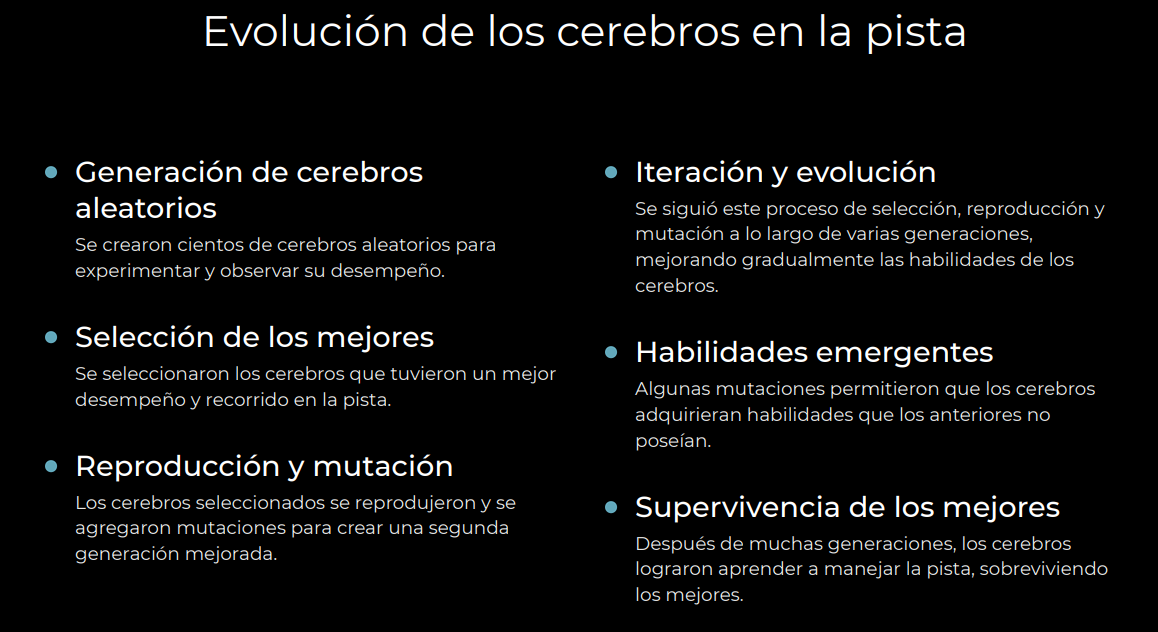 Evolución de los cerebros en la pista
Generación de cerebros
aleatorios
Se crearon cientos de cerebros aleatorios para
experimentar y observar su desempeño.
Selección de los mejores
Se seleccionaron los cerebros que tuvieron un mejor
desempeño y recorrido en la pista.
Reproducción y mutación
Los cerebros seleccionados se reprodujeron y se
agregaron mutaciones para crear una segunda
generación mejorada.
Iteración y evolución
Se siguió este proceso de selección, reproducción y
mutación a lo largo de varias generaciones,
mejorando gradualmente las habilidades de los
cerebros.
Habilidades emergentes
Algunas mutaciones permitieron que los cerebros
adquirieran habilidades que los anteriores no
poseían.
Supervivencia de los mejores
Después de muchas generaciones, los cerebros
lograron aprender a manejar la pista, sobreviviendo
los mejores.